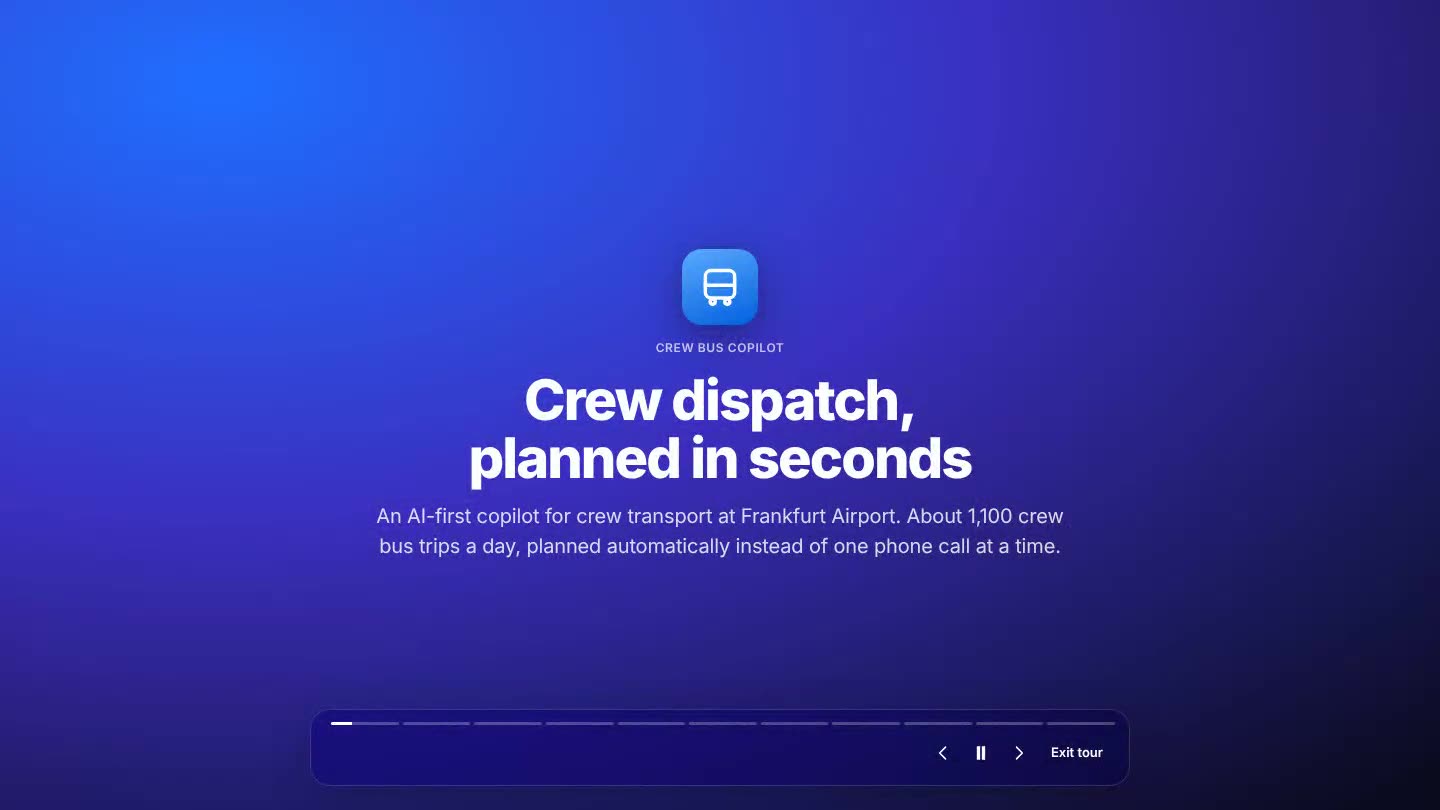 CREW BUS COPILOT
Crew dispatch,
planned in seconds
An AI-first copilot for crew transport at Frankfurt Airport. About 1,100 crew
bus trips a day, planned automatically instead of one phone call at a time.
Exit tour